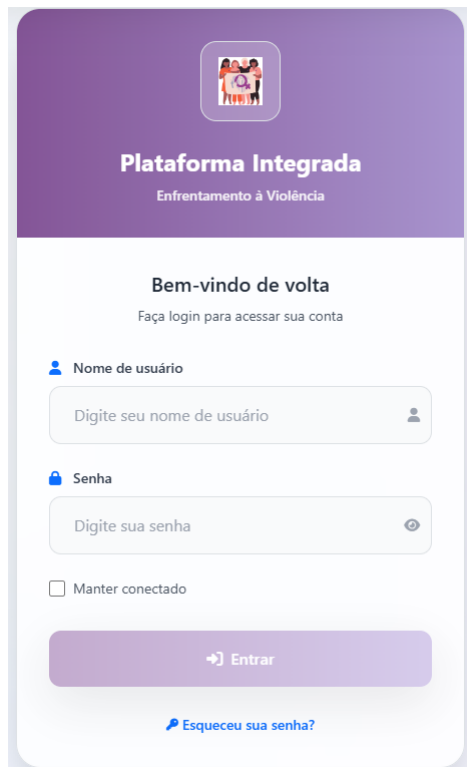 Plataforma Integrada
Enfrentamento à Violência
Bem-vindo de volta
Faça login para acessar sua conta
Nome de usuário
Digite seu nome de usuário
Senha
Digite sua senha
Manter conectado
Entrar
Esqueceu sua senha?